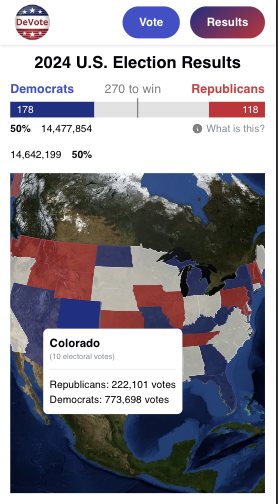 DeVote
Vote
Results
2024 U.S. Election Results
Democrats 270 to win Republicans
178 118
50% 14,477,854 What is this?
14,642,199 50%
Colorado
(10 electoral votes)
Republicans: 222,101 votes
Democrats: 773,698 votes